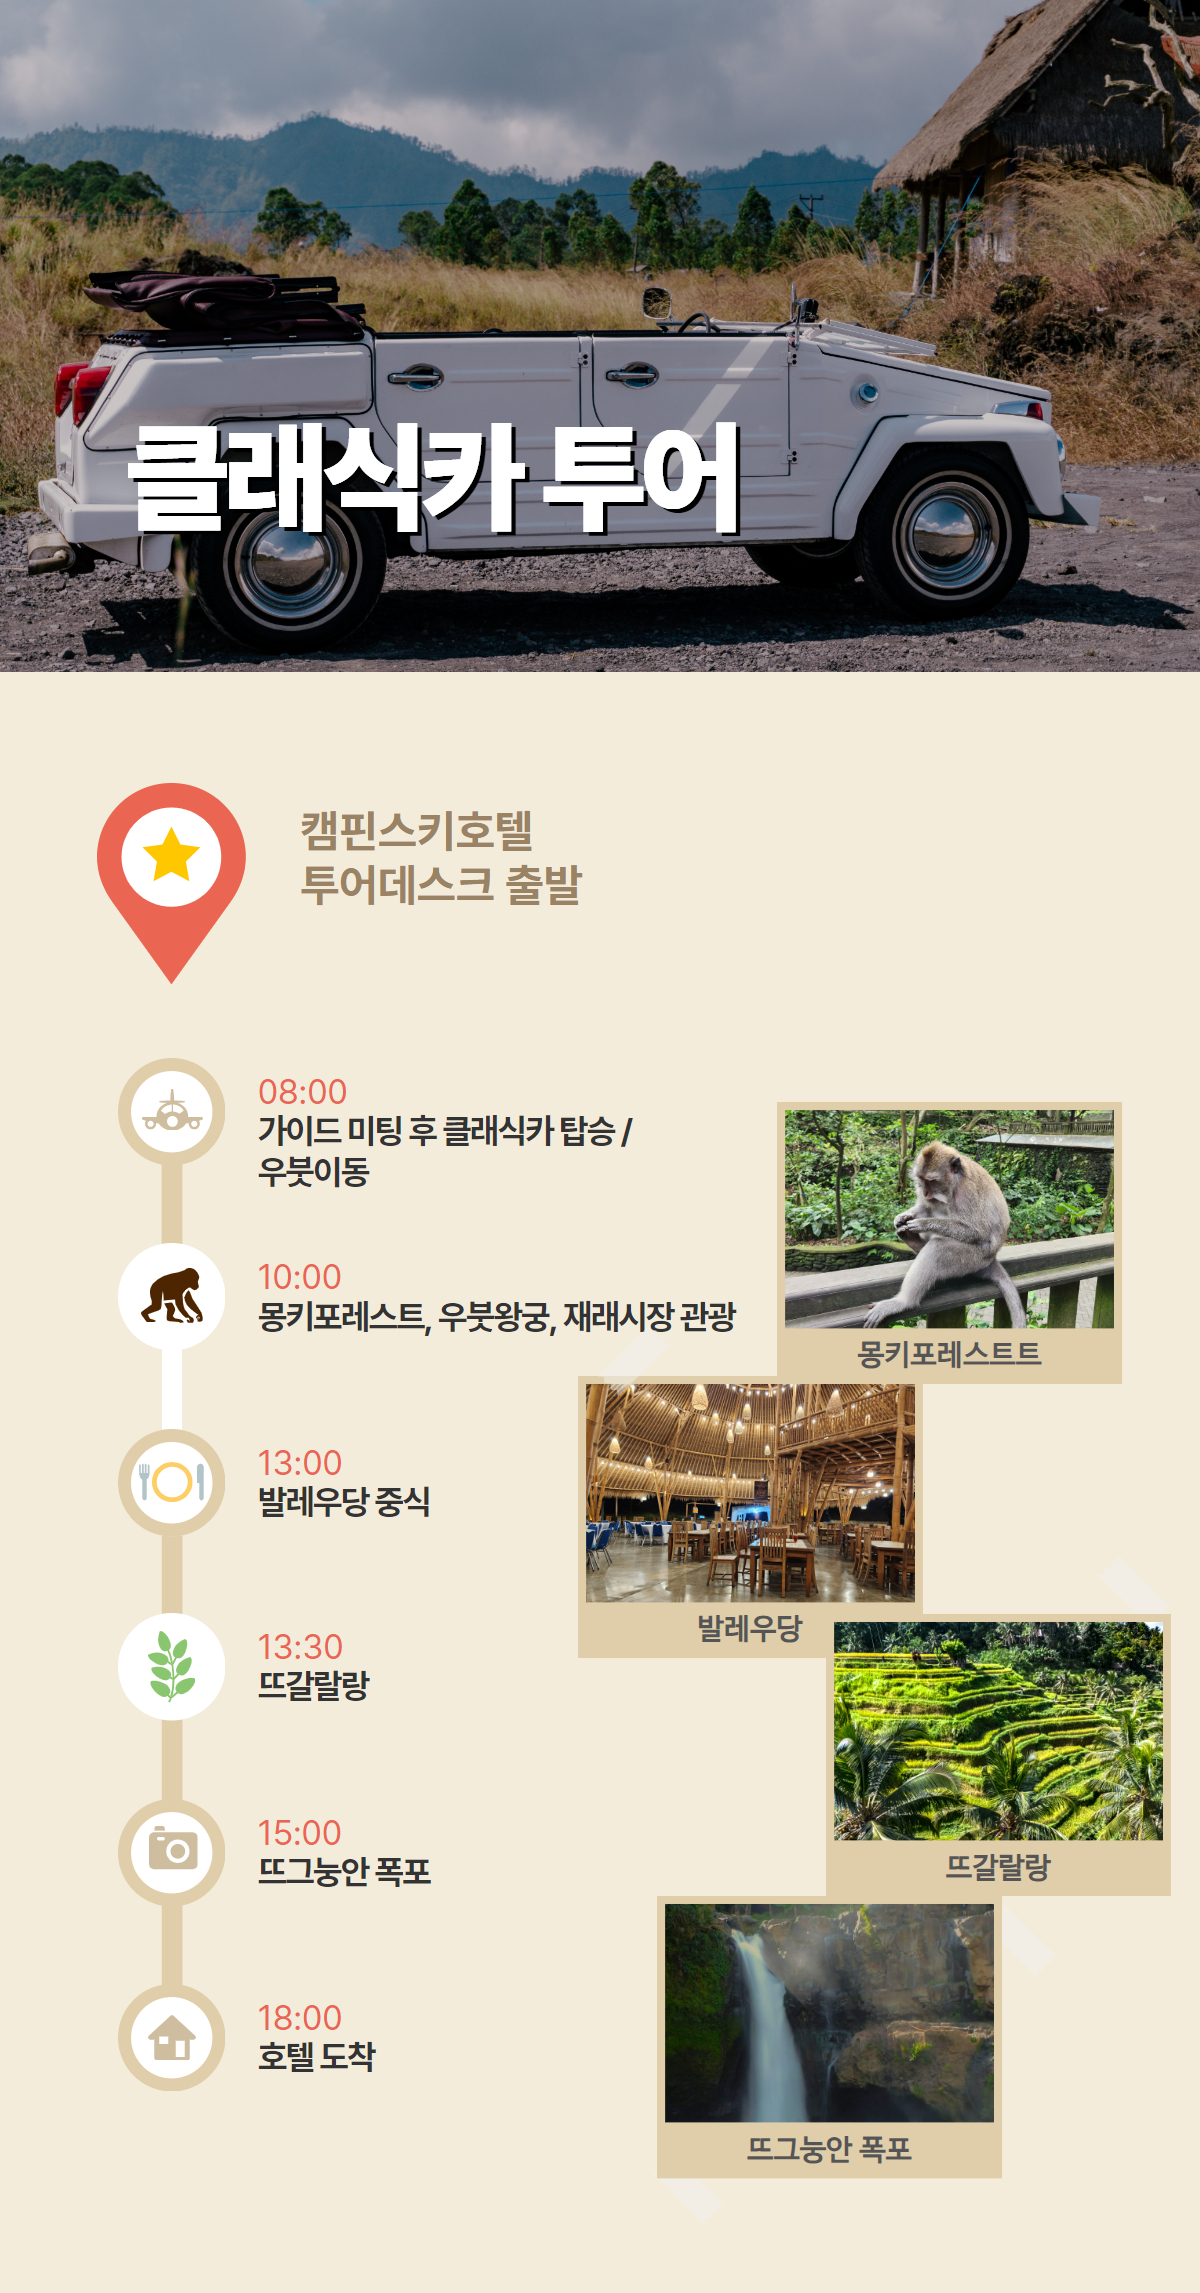 클래식카 투어
캠핀스키호텔
투어데스크 출발
08:00
가이드 미팅 후 클래식카 탑승 /
우붓이동
10:00
몽키포레스트, 우붓왕궁, 재래시장 관광
몽키포레스트트
13:00
발레우당 중식
발레우당
13:30
뜨갈랄랑
뜨갈랄랑
15:00
뜨그눙안 폭포
뜨그눙안 폭포
18:00
호텔 도착